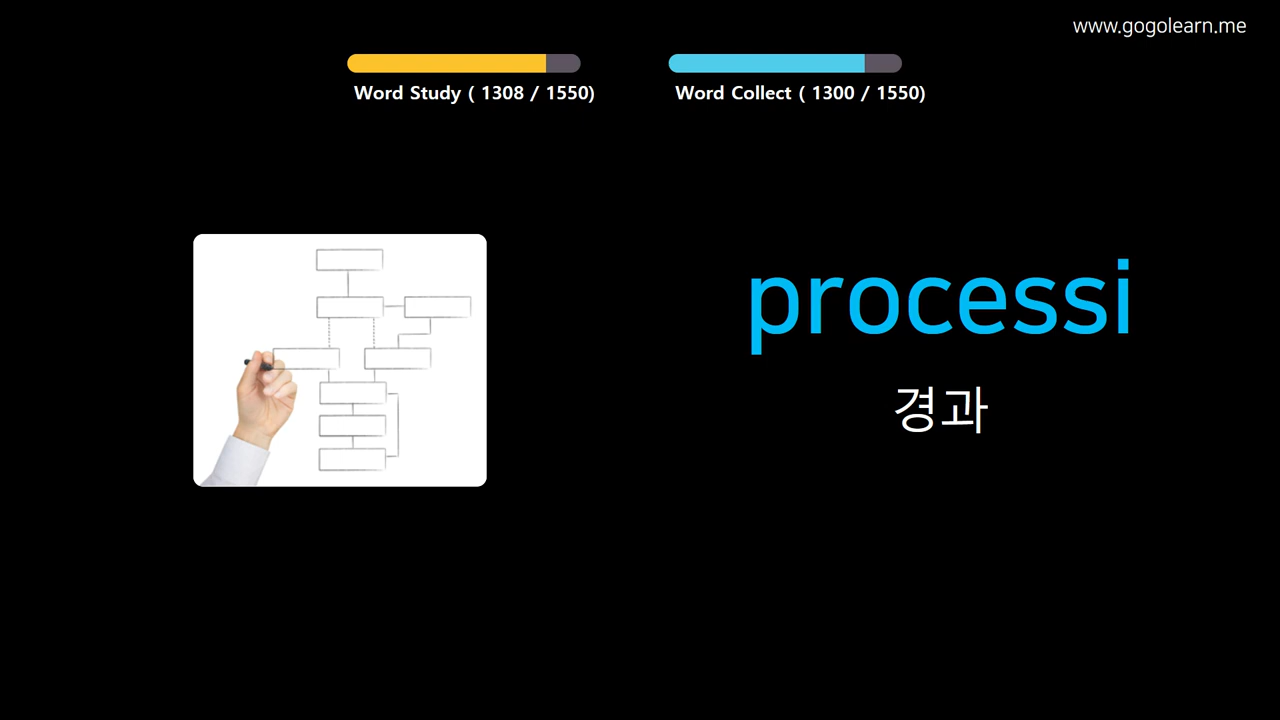 www.gogolearn.me
Word Study ( 1308 / 1550)
Word Collect ( 1300 / 1550)
processi
경과